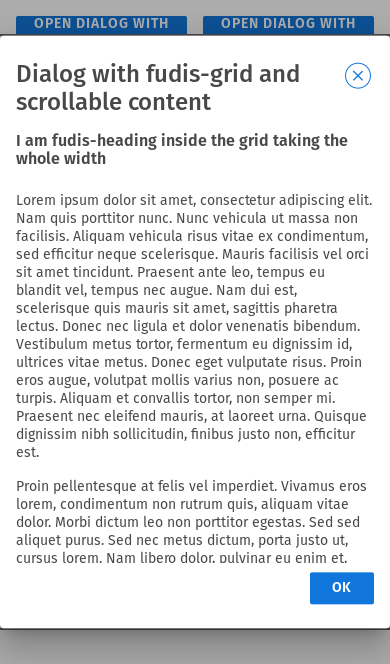 OPEN DIALOG WITH OPEN DIALOG WITH
Dialog with fudis-grid and
scrollable content
I am fudis-heading inside the grid taking the
whole width
Lorem ipsum dolor sit amet, consectetur adipiscing elit.
Nam quis porttitor nunc. Nunc vehicula ut massa non
facilisis. Aliquam vehicula risus vitae ex condimentum,
sed efficitur neque scelerisque. Mauris facilisis vel orci
sit amet tincidunt. Praesent ante leo, tempus eu
blandit vel, tempus nec augue. Nam dui est,
scelerisque quis mauris sit amet, sagittis pharetra
lectus. Donec nec ligula et dolor venenatis bibendum.
Vestibulum metus tortor, fermentum eu dignissim id,
ultrices vitae metus. Donec eget vulputate risus. Proin
eros augue, volutpat mollis varius non, posuere ac
turpis. Aliquam et convallis tortor, non semper mi.
Praesent nec eleifend mauris, at laoreet urna. Quisque
dignissim nibh sollicitudin, finibus justo non, efficitur
est.
Proin pellentesque at felis vel imperdiet. Vivamus eros
lorem, condimentum non rutrum quis, aliquam vitae
dolor. Morbi dictum leo non porttitor egestas. Sed sed
aliquet purus. Sed nec metus dictum, porta justo ut,
cursus lorem. Nam libero dolor, pulvinar eu enim et,
OK